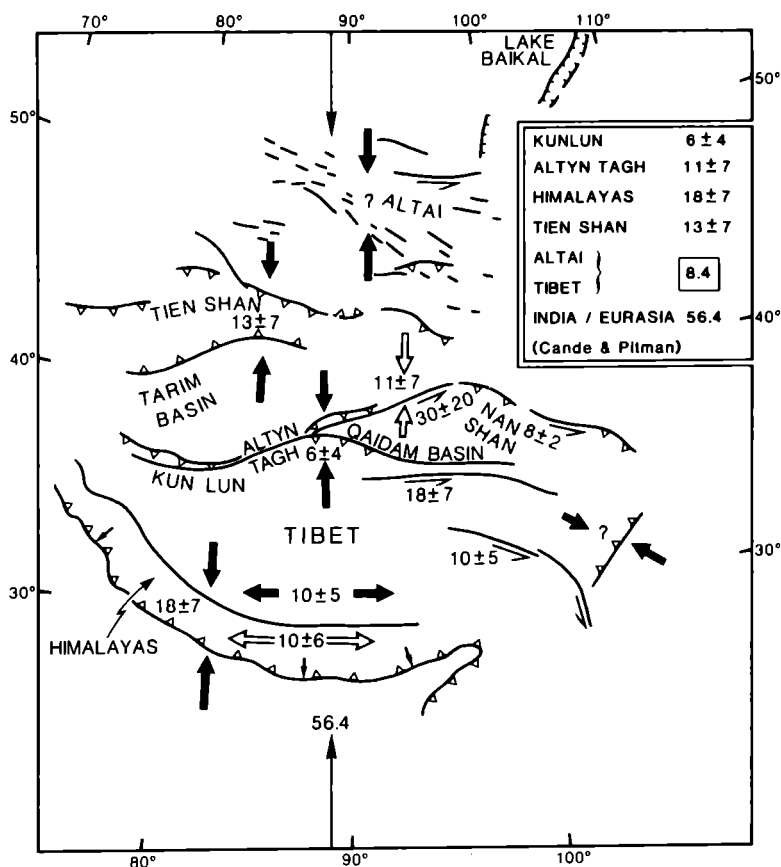 70° 80° 90° 100° 110°
LAKE
BAIKAL
50°
50°
KUNLUN 6±4
ALTYN TAGH 11±7
HIMALAYAS 18±7
TIEN SHAN 13±7
ALTAI
TIBET } 8.4
INDIA / EURASIA 56.4
(Cande & Pitman)
? ALTAI
TIEN SHAN
13±7
40°
40°
TARIM
BASIN
11±7
30±20
NAN
SHAN
8±2
ALTYN
TAGH
6±4
QAIDAM BASIN
KUN LUN
18±7
TIBET
?
10±5
30°
30°
10±5
18±7
HIMALAYAS
10±6
56.4
80° 90° 100°